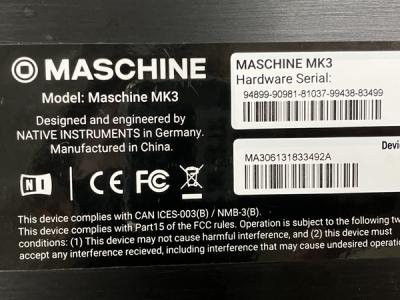 MASCHINE
Model: Maschine MK3
Designed and engineered by
NATIVE INSTRUMENTS in Germany.
Manufactured in China.
MASCHINE MK3
Hardware Serial:
94899-90981-81037-99438-83499
Device
MA306131833492A
NI CE FC
This device complies with CAN ICES-003(B) / NMB-3(B).
This device complies with Part15 of the FCC rules. Operation is subject to the following two
conditions: (1) This device may not cause harmful interference, and (2) this device must
accept any interference recieved, including interference that may cause undesired operation